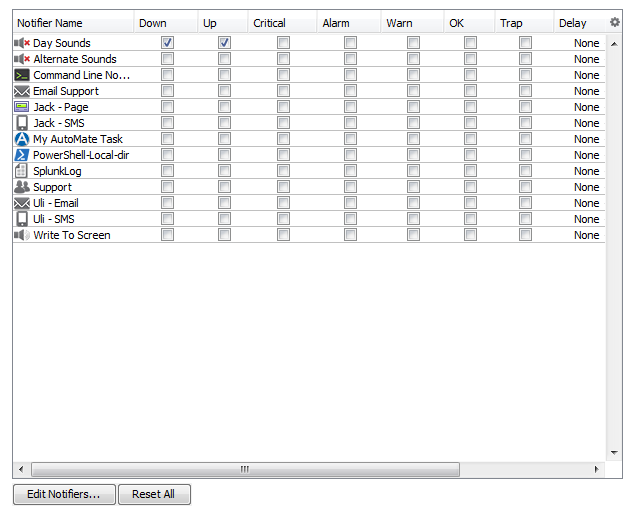 Notifier Name Down Up Critical Alarm Warn OK Trap Delay
Day Sounds None
Alternate Sounds None
Command Line No... None
Email Support None
Jack - Page None
Jack - SMS None
My AutoMate Task None
PowerShell-Local-dir None
SplunkLog None
Support None
Uli - Email None
Uli - SMS None
Write To Screen None
Edit Notifiers... Reset All